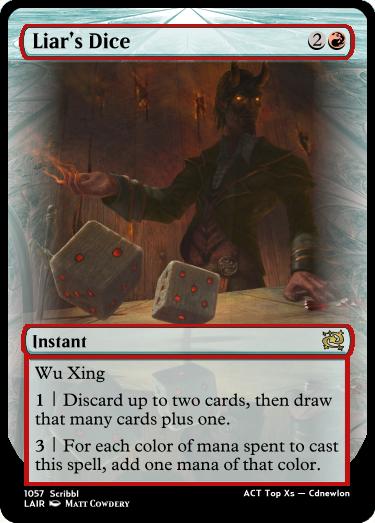 Liar's Dice 2
Instant
Wu Xing
1 | Discard up to two cards, then draw
that many cards plus one.
3 | For each color of mana spent to cast
this spell, add one mana of that color.
1057 Scribbl ACT Top Xs — Cdnewlon
LAIR Matt Cowdery